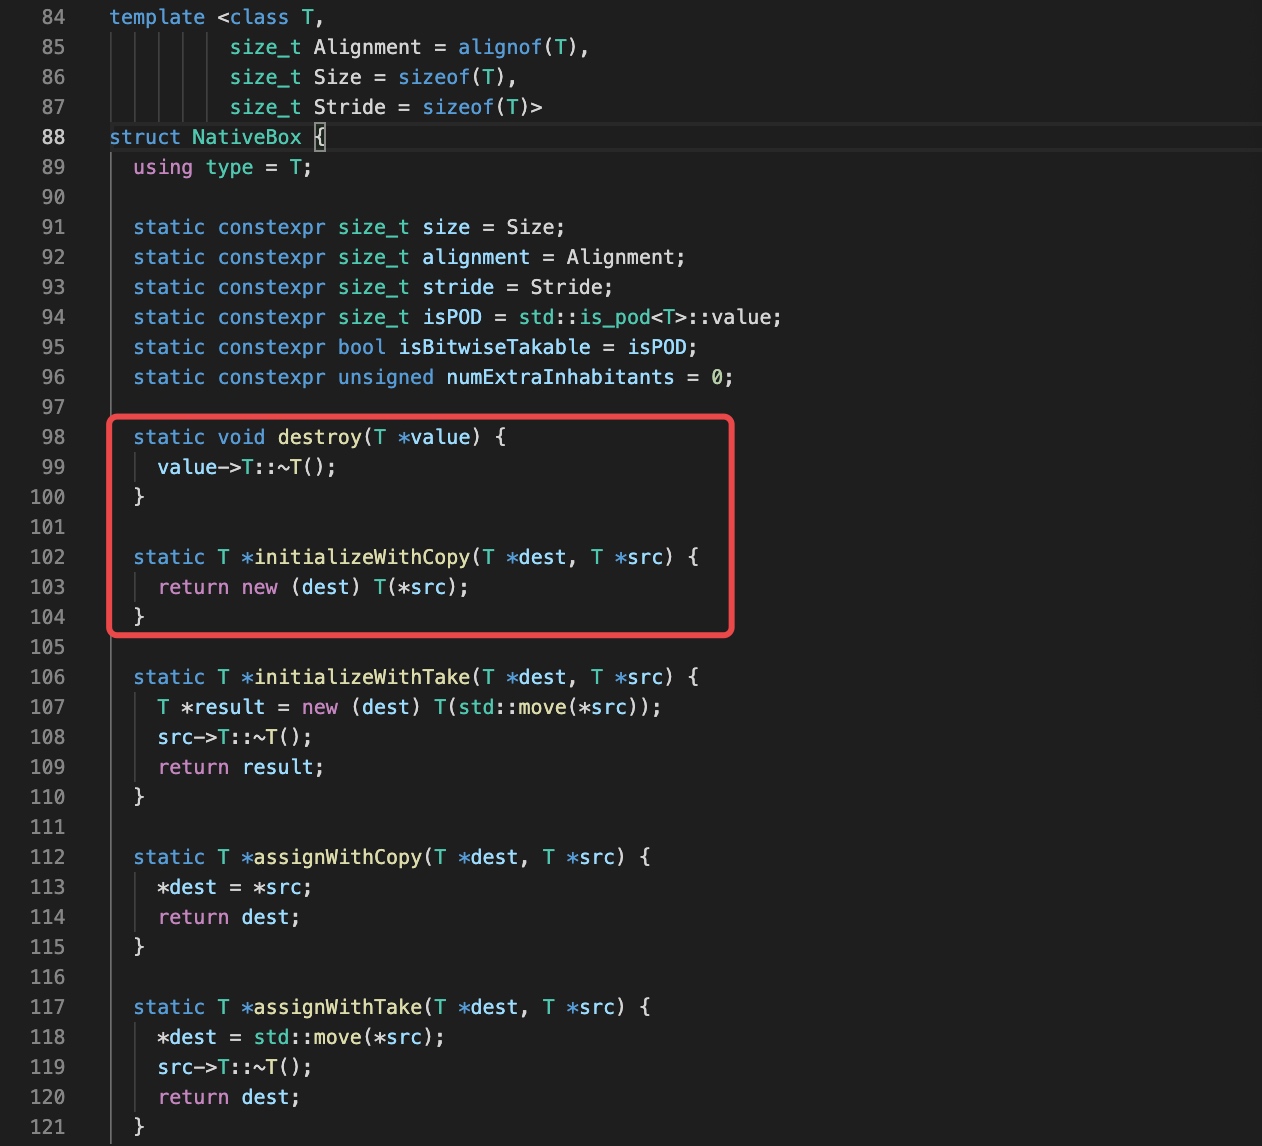 84 template <class T,
85 size_t Alignment = alignof(T),
86 size_t Size = sizeof(T),
87 size_t Stride = sizeof(T)>
88 struct NativeBox {
89 using type = T;
90
91 static constexpr size_t size = Size;
92 static constexpr size_t alignment = Alignment;
93 static constexpr size_t stride = Stride;
94 static constexpr size_t isPOD = std::is_pod<T>::value;
95 static constexpr bool isBitwiseTakable = isPOD;
96 static constexpr unsigned numExtraInhabitants = 0;
97
98 static void destroy(T *value) {
99 value->T::~T();
100 }
101
102 static T *initializeWithCopy(T *dest, T *src) {
103 return new (dest) T(*src);
104 }
105
106 static T *initializeWithTake(T *dest, T *src) {
107 T *result = new (dest) T(std::move(*src));
108 src->T::~T();
109 return result;
110 }
111
112 static T *assignWithCopy(T *dest, T *src) {
113 *dest = *src;
114 return dest;
115 }
116
117 static T *assignWithTake(T *dest, T *src) {
118 *dest = std::move(*src);
119 src->T::~T();
120 return dest;
121 }